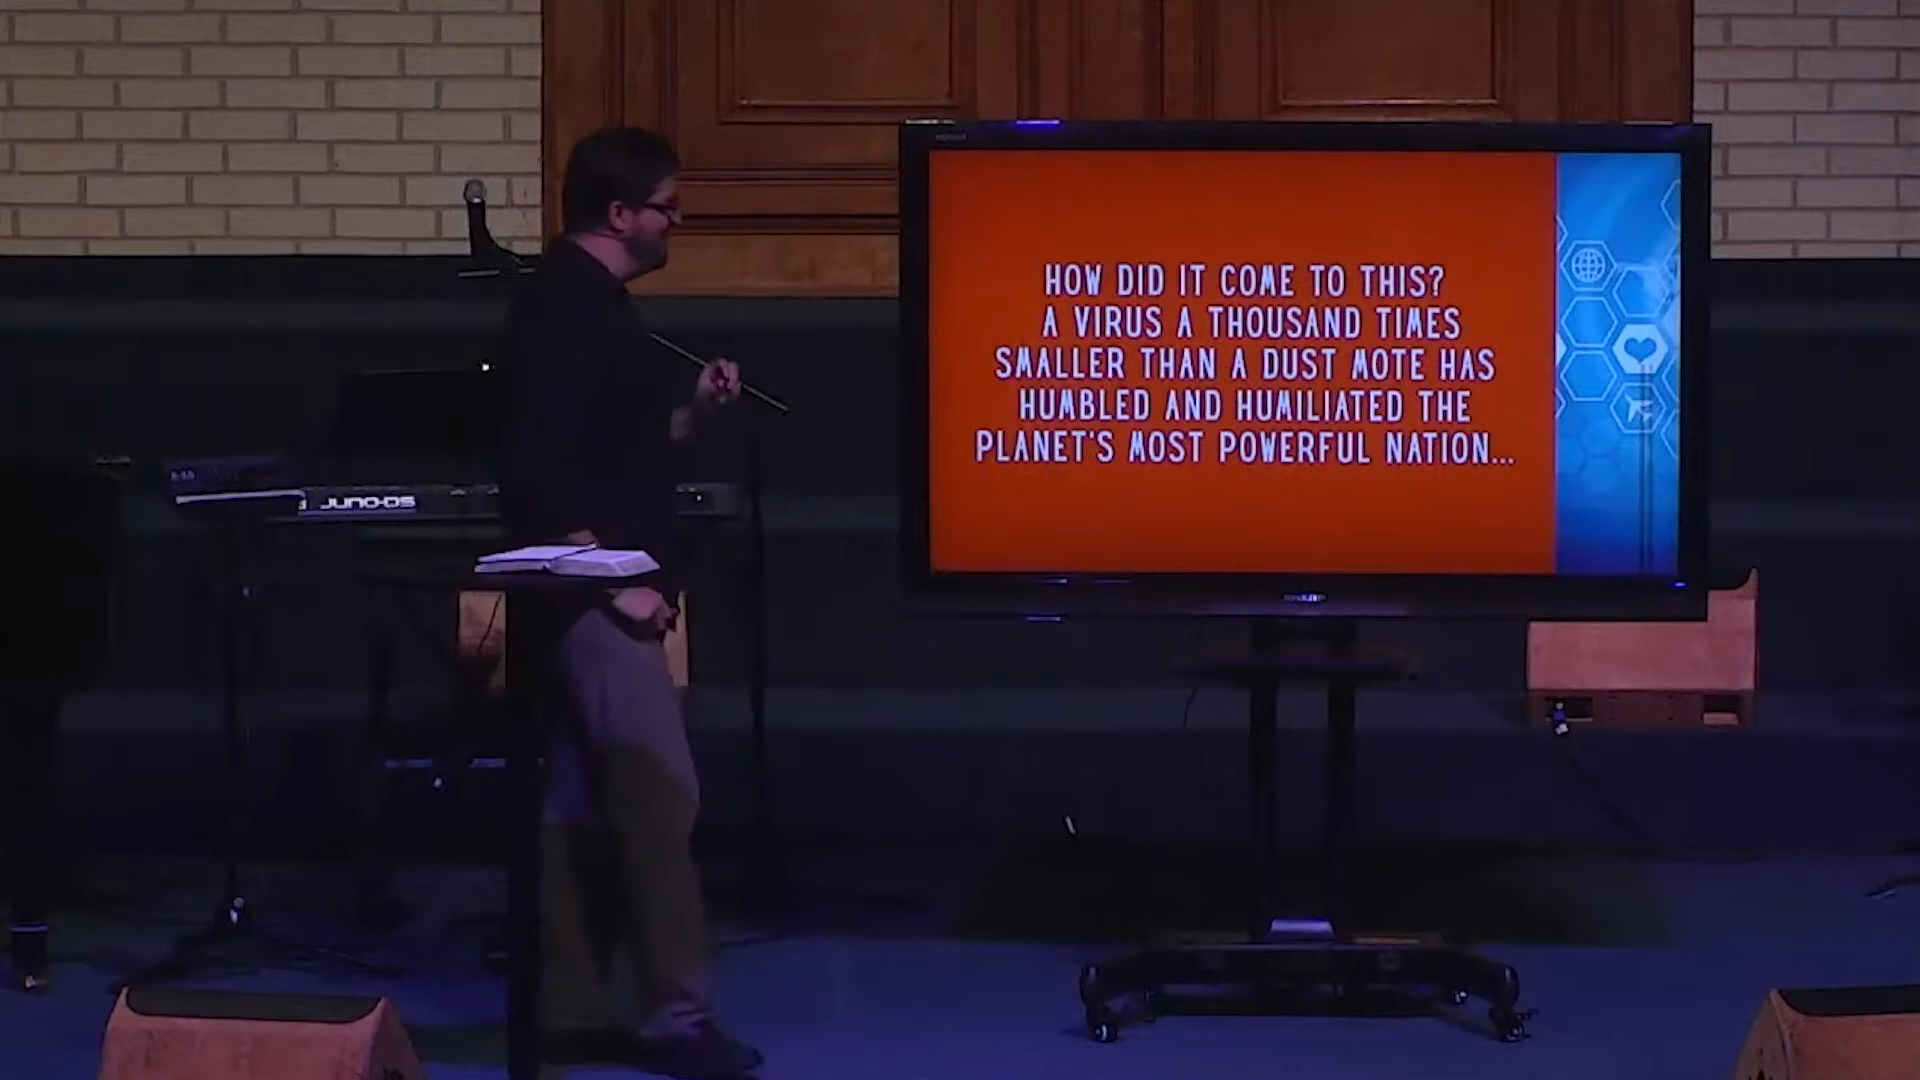 HOW DID IT COME TO THIS?
A VIRUS A THOUSAND TIMES
SMALLER THAN A DUST MOTE HAS
HUMBLED AND HUMILIATED THE
PLANET'S MOST POWERFUL NATION...
JUNO-DS